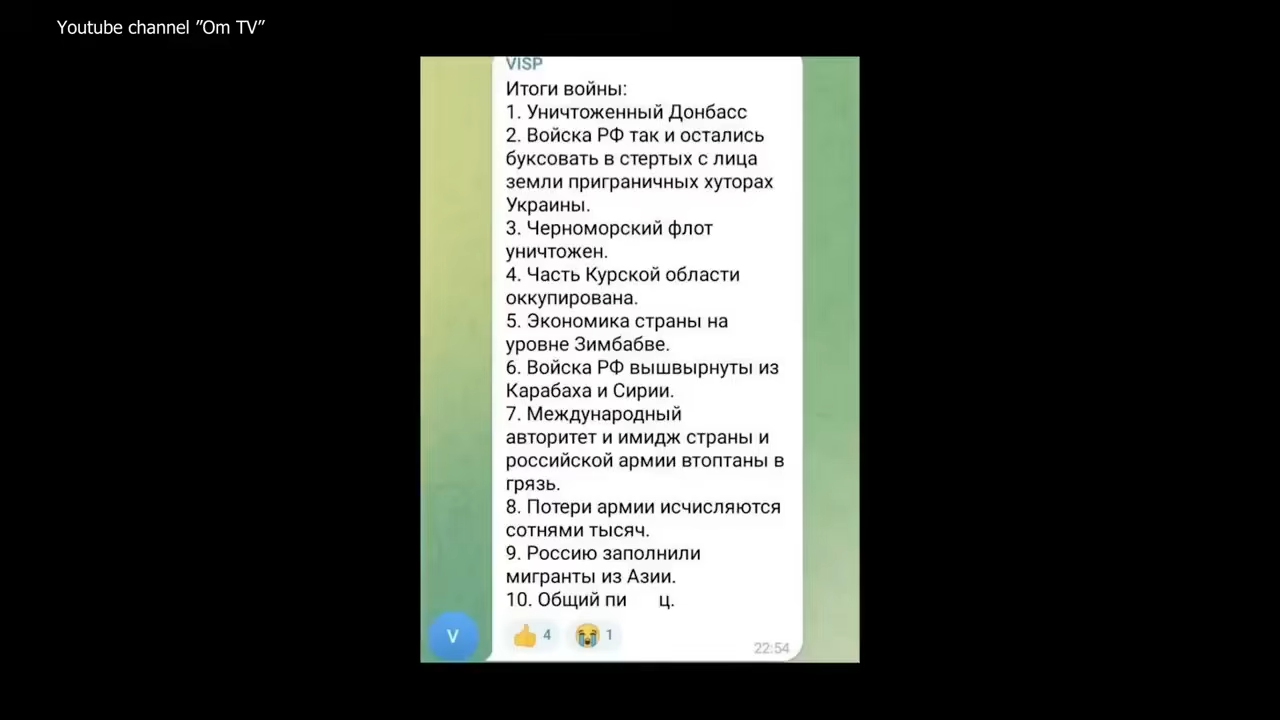 Youtube channel "Om TV"
VISP
Итоги войны:
1. Уничтоженный Донбасс
2. Войска РФ так и остались
буксовать в стертых с лица
земли приграничных хуторах
Украины.
3. Черноморский флот
уничтожен.
4. Часть Курской области
оккупирована.
5. Экономика страны на
уровне Зимбабве.
6. Войска РФ вышвырнуты из
Карабаха и Сирии.
7. Международный
авторитет и имидж страны и
российской армии втоптаны в
грязь.
8. Потери армии исчисляются
сотнями тысяч.
9. Россию заполнили
мигранты из Азии.
10. Общий пи ц.
V
4 1
22:54